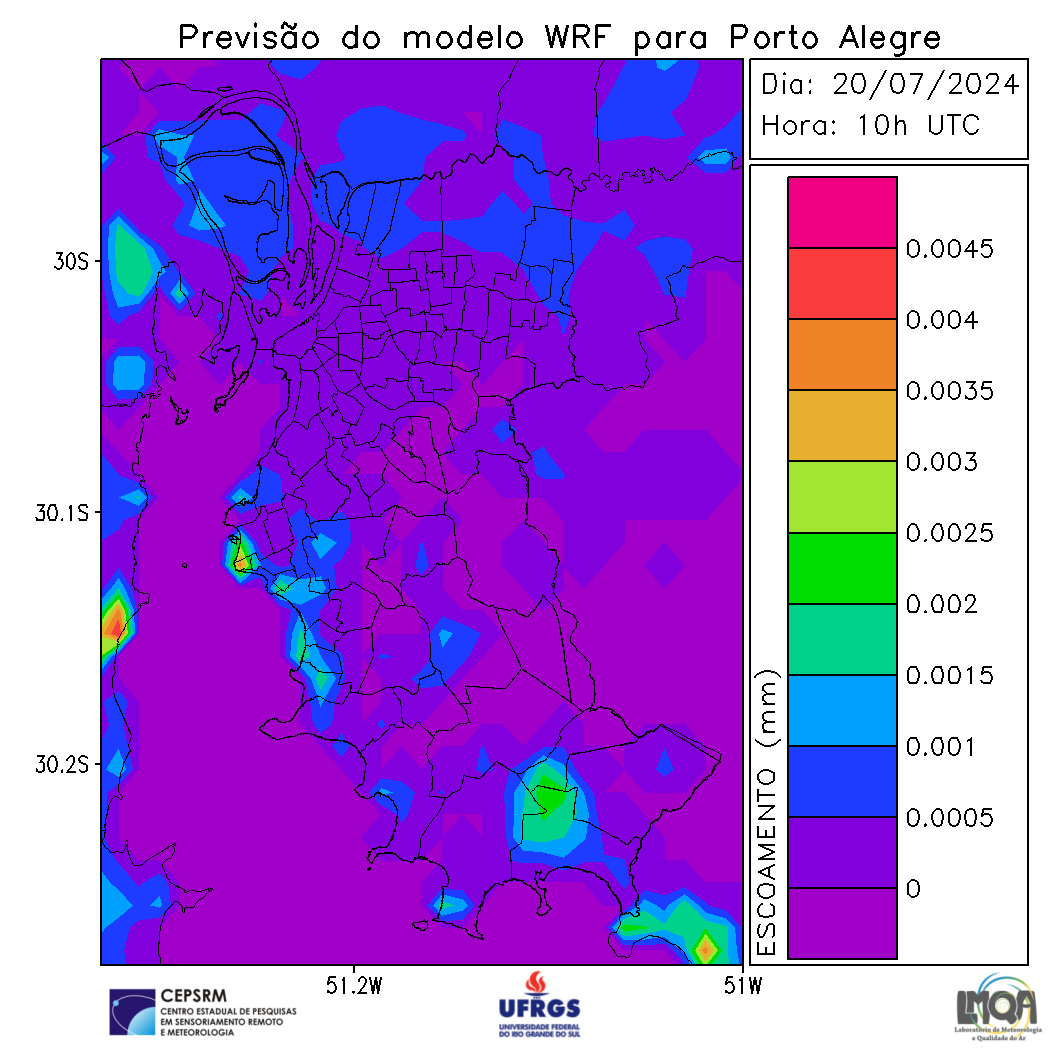 Previsão do modelo WRF para Porto Alegre
Dia: 20/07/2024
Hora: 10h UTC
30S
30.1S
30.2S
51.2W
51W
ESCOAMENTO (mm)
0.0045
0.004
0.0035
0.003
0.0025
0.002
0.0015
0.001
0.0005
0
CEPSRM
CENTRO ESTADUAL DE PESQUISAS
EM SENSORIAMENTO REMOTO
E METEOROLOGIA
UFRGS
UNIVERSIDADE FEDERAL
DO RIO GRANDE DO SUL
LMQA
Laboratório de Meteorologia
e Qualidade do Ar